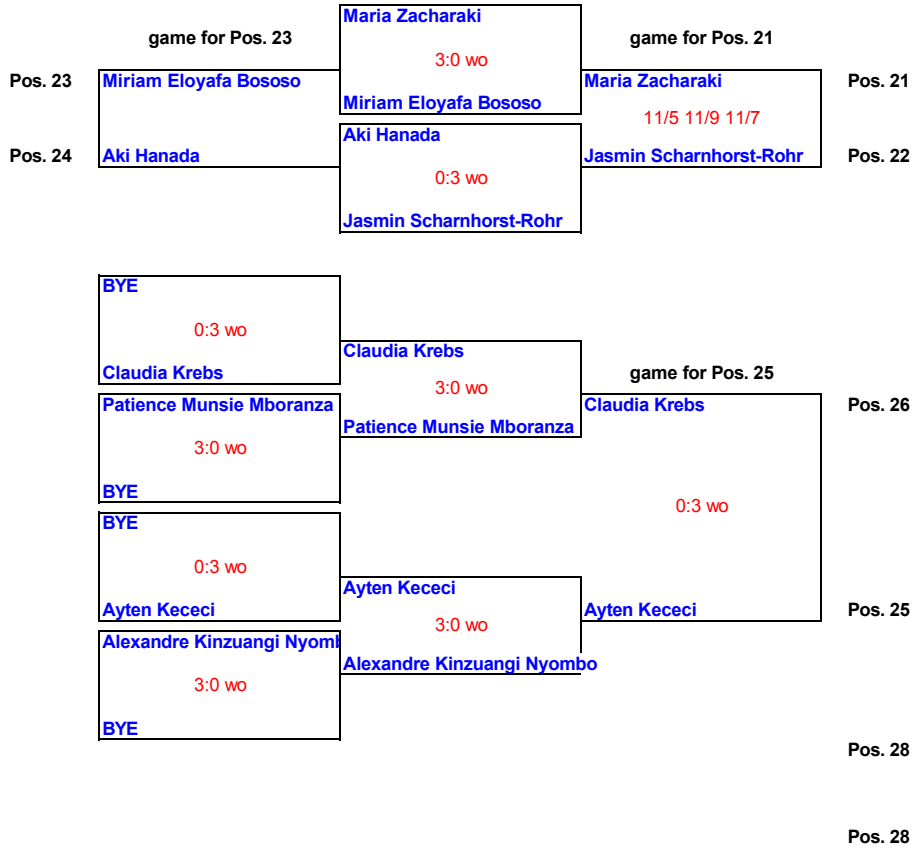 Maria Zacharaki
game for Pos. 23
game for Pos. 21
3:0 wo
Pos. 23 Miriam Eloyafa Bososo
Maria Zacharaki Pos. 21
Miriam Eloyafa Bososo
11/5 11/9 11/7
Aki Hanada
Pos. 24 Aki Hanada
Jasmin Scharnhorst-Rohr Pos. 22
0:3 wo
Jasmin Scharnhorst-Rohr
BYE
0:3 wo
Claudia Krebs
Claudia Krebs
game for Pos. 25
3:0 wo
Patience Munsie Mboranza
Claudia Krebs Pos. 26
Patience Munsie Mboranza
3:0 wo
BYE
0:3 wo
BYE
0:3 wo
Ayten Kececi
Ayten Kececi
Ayten Kececi Pos. 25
3:0 wo
Alexandre Kinzuangi Nyomb
Alexandre Kinzuangi Nyombo
3:0 wo
BYE
Pos. 28
Pos. 28